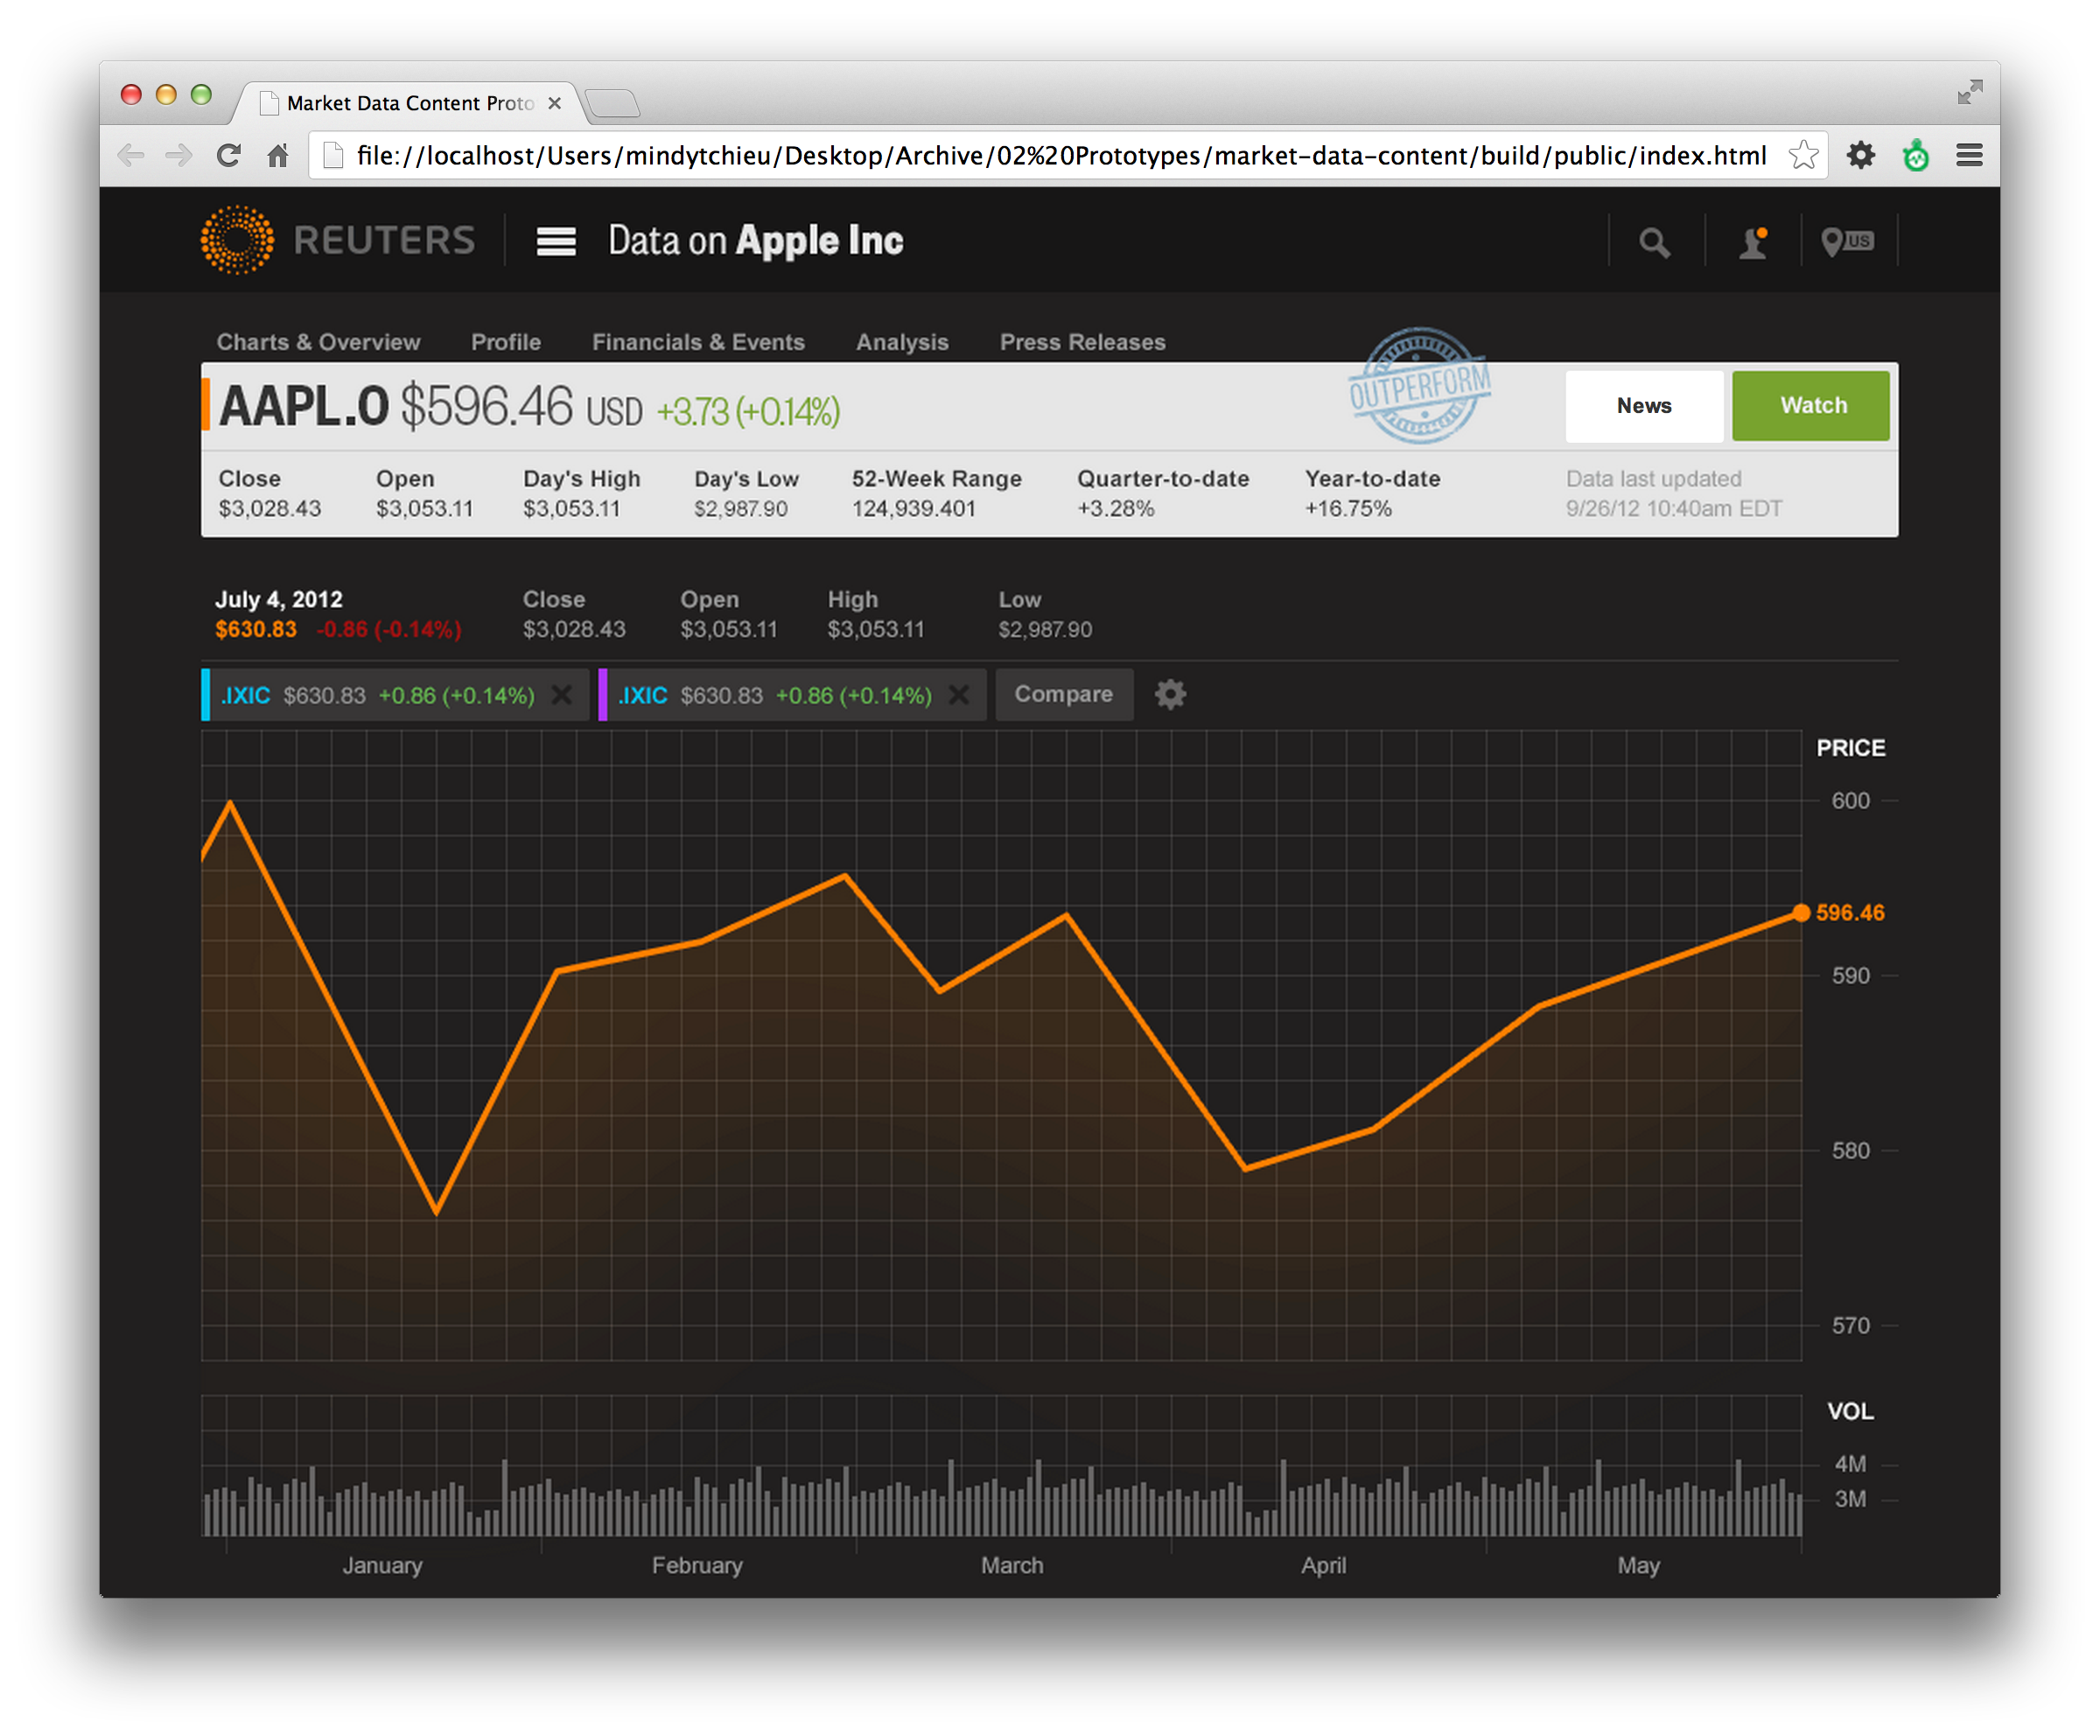 Market Data Content Proto
file://localhost/Users/mindytchieu/Desktop/Archive/02%20Prototypes/market-data-content/build/public/index.html
REUTERS Data on Apple Inc US
Charts & Overview Profile Financials & Events Analysis Press Releases
OUTPERFORM
AAPL.O $596.46 USD +3.73 (+0.14%) News Watch
Close Open Day's High Day's Low 52-Week Range Quarter-to-date Year-to-date Data last updated
$3,028.43 $3,053.11 $3,053.11 $2,987.90 124,939.401 +3.28% +16.75% 9/26/12 10:40am EDT
July 4, 2012 Close Open High Low
$630.83 -0.86 (-0.14%) $3,028.43 $3,053.11 $3,053.11 $2,987.90
.IXIC $630.83 +0.86 (+0.14%) .IXIC $630.83 +0.86 (+0.14%) Compare
PRICE
600
596.46
590
580
570
VOL
4M
3M
January February March April May